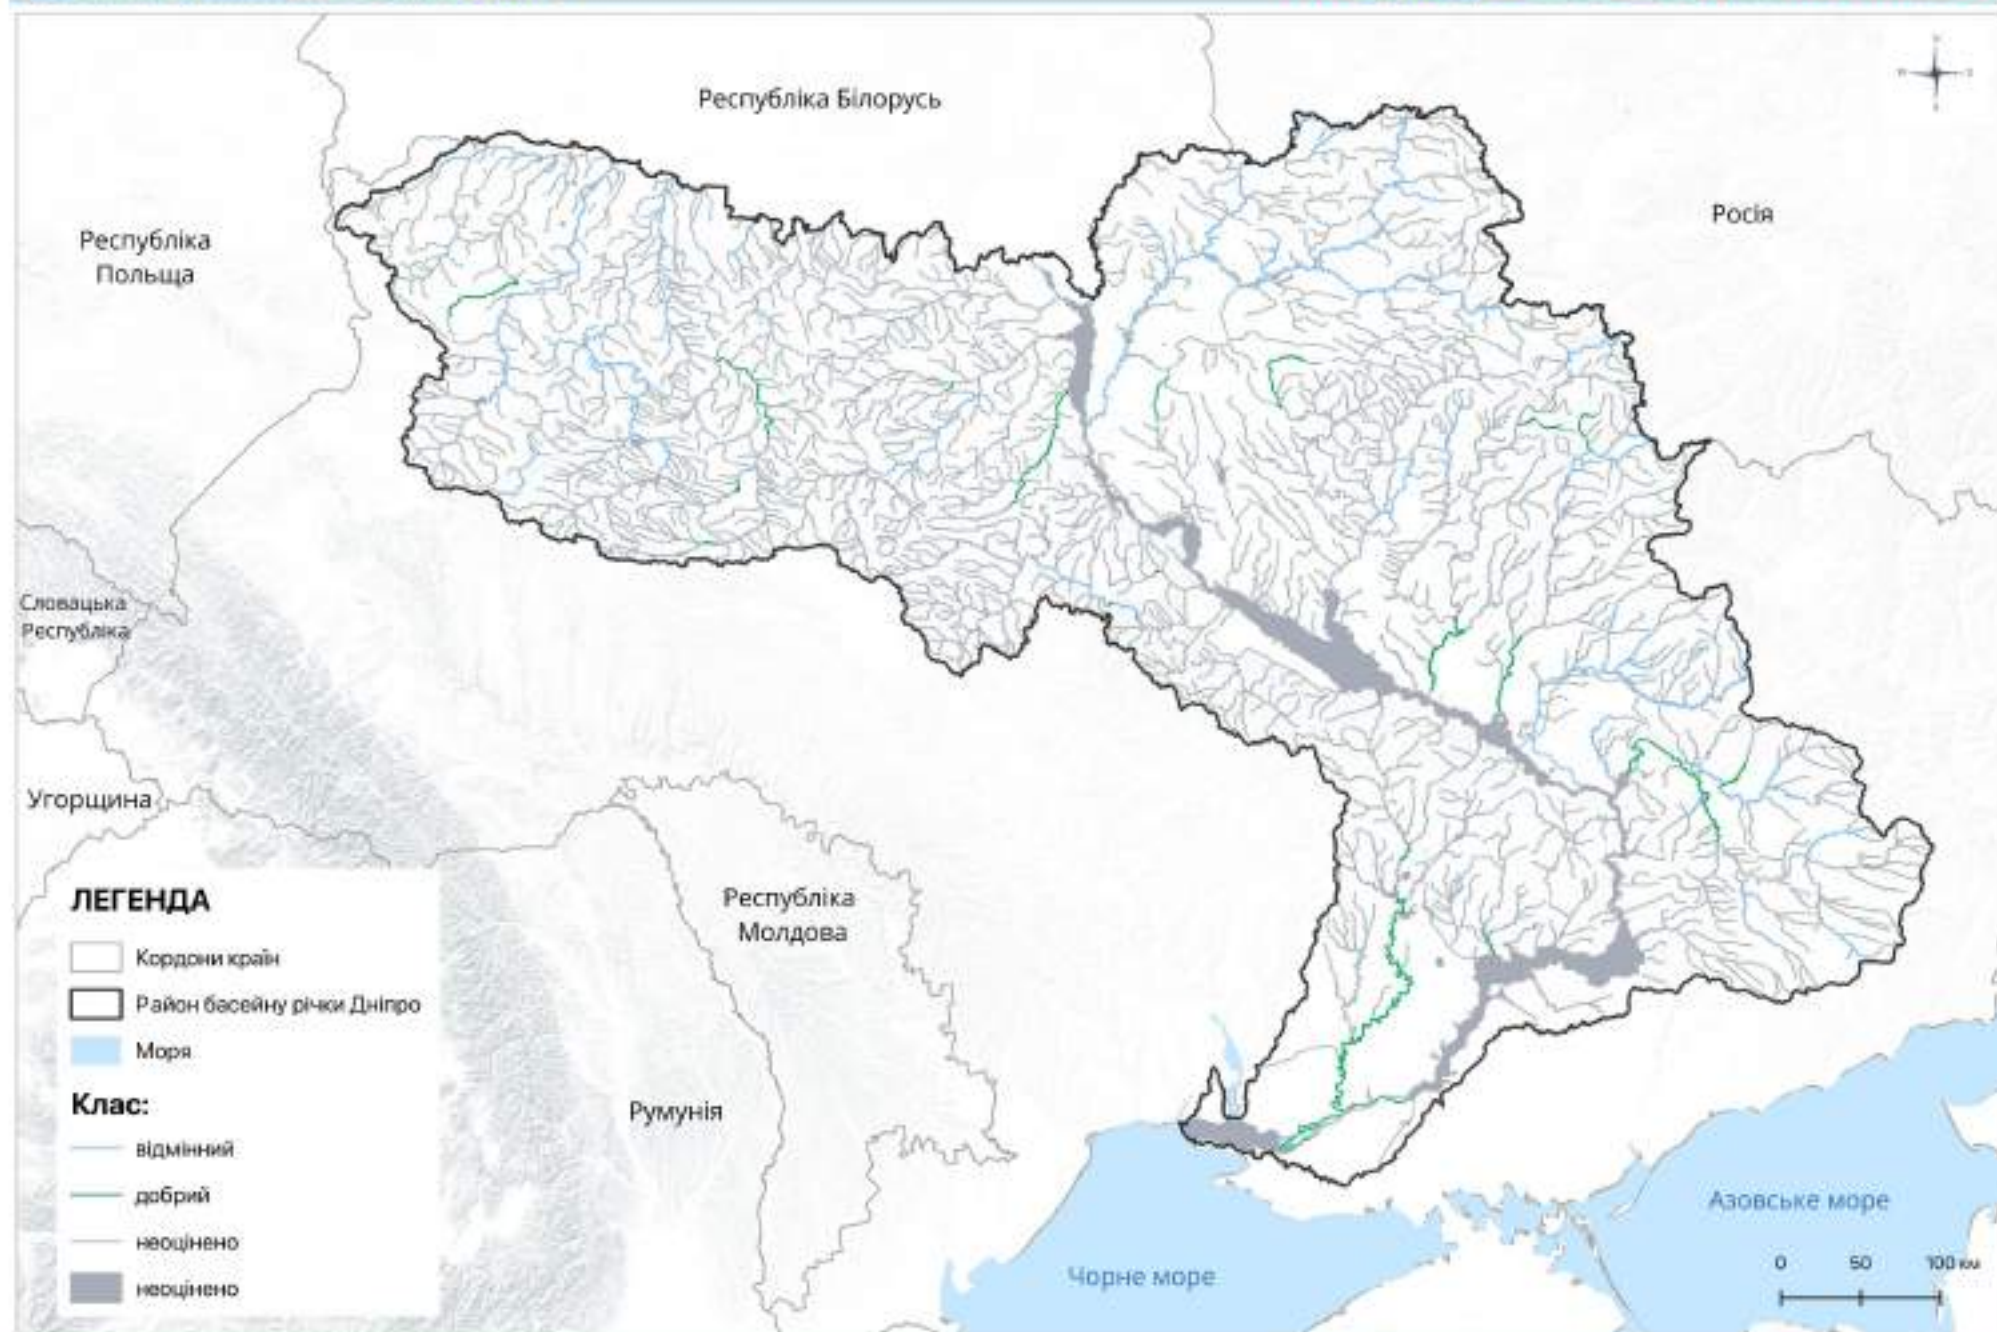 Республіка Білорусь
Росія
Республіка
Польща
Словацька
Республіка
Угорщина
Республіка
Молдова
Румунія
ЛЕГЕНДА
Кордони країн
Район басейну річки Дніпро
Моря
Клас:
відмінний
добрий
неоцінено
неоцінено
Азовське море
Чорне море
0 50 100 км